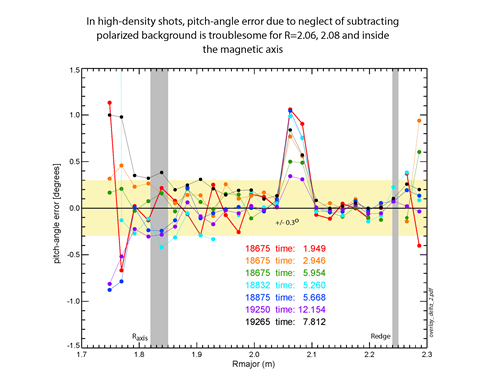 In high-density shots, pitch-angle error due to neglect of subtracting
polarized background is troublesome for R=2.06, 2.08 and inside
the magnetic axis
1.5
1.0
0.5
0.0
-0.5
-1.0
-1.5
pitch-angle error [degrees]
+/- 0.3°
18675 time: 1.949
18675 time: 2.946
18675 time: 5.954
18832 time: 5.260
18875 time: 5.668
19250 time: 12.154
19265 time: 7.812
Raxis
Redge
overlay_delta_2.pdf
1.7 1.8 1.9 2.0 2.1 2.2 2.3
Rmajor (m)